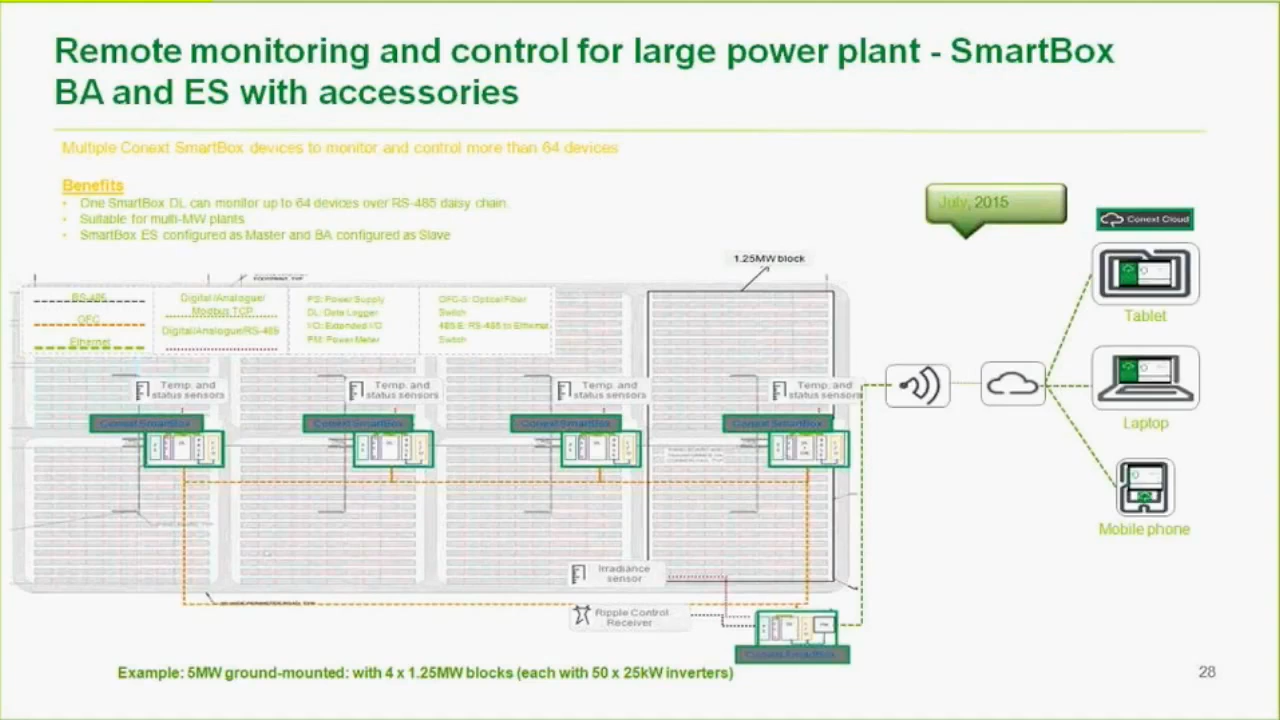 Remote monitoring and control for large power plant - SmartBox
BA and ES with accessories
Multiple Conext SmartBox devices to monitor and control more than 64 devices
Benefits
• One SmartBox DL can monitor up to 64 devices over RS-485 daisy chain.
• Suitable for multi-MW plants
• SmartBox ES configured as Master and BA configured as Slave
July, 2015
Conext Cloud
1.25MW block
RS-485
OFC
Ethernet
Digital/Analogue/
Modbus TCP
Digital/Analogue/RS-485
PS: Power Supply
DL: Data Logger
I/O: Extended I/O
PM: Power Meter
OFC-S: Optical Fiber
Switch
485:E: RS-485 to Ethernet
Switch
Tablet
Temp. and
status sensors
Temp. and
status sensors
Temp. and
status sensors
Temp. and
status sensors
Conext SmartBox
Conext SmartBox
Conext SmartBox
Conext SmartBox
Laptop
Mobile phone
Irradiance
sensor
Ripple Control
Receiver
Conext SmartBox
Example: 5MW ground-mounted: with 4 x 1.25MW blocks (each with 50 x 25kW inverters)
28